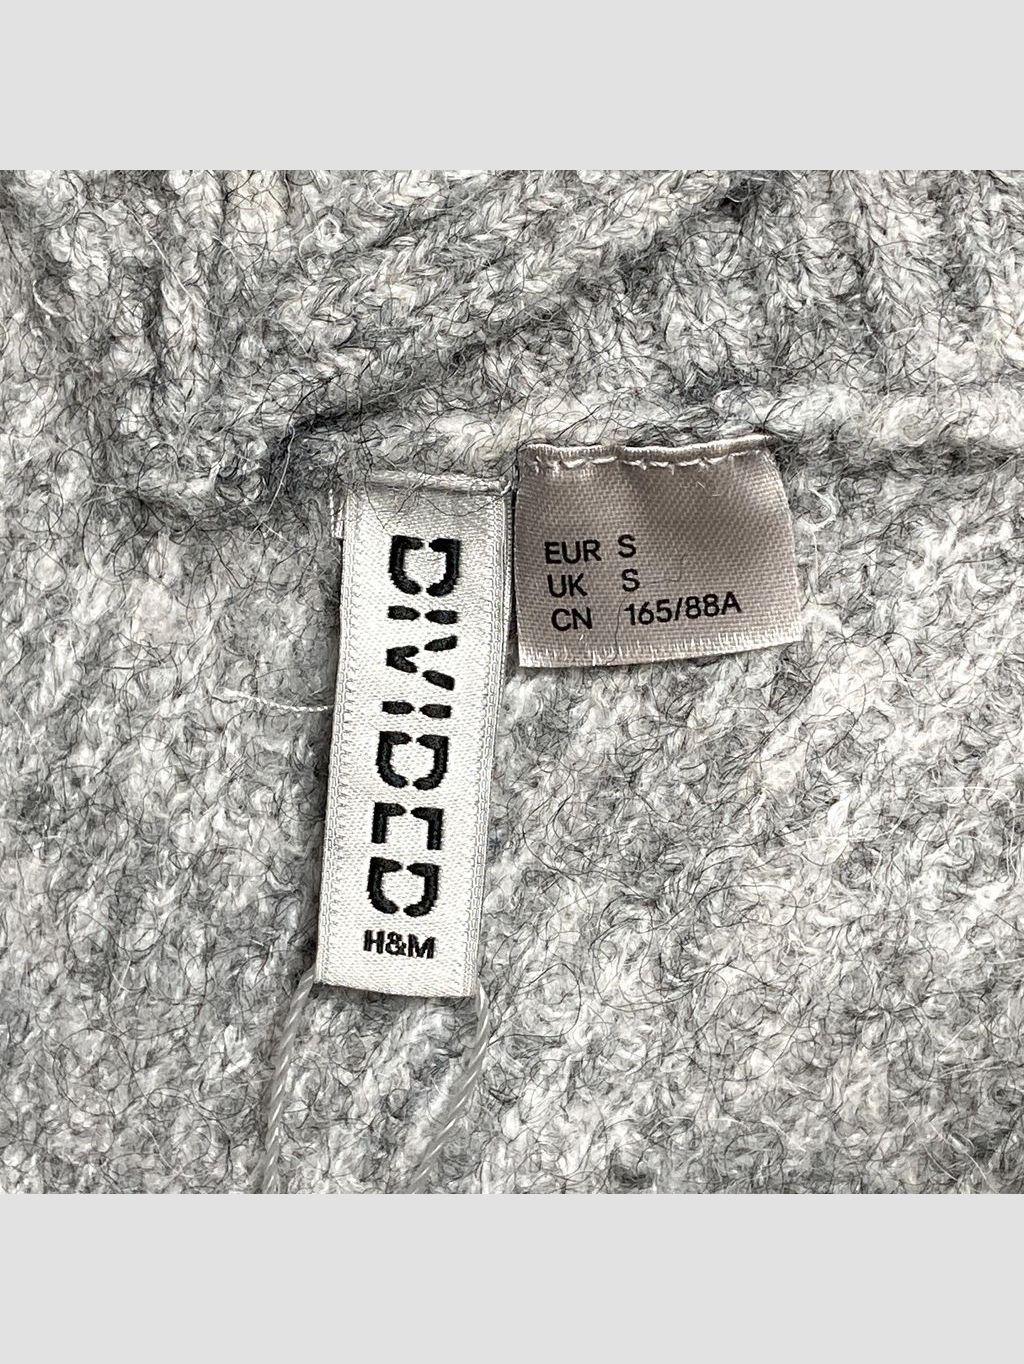 DIVIDED
H&M
EUR S
UK S
CN 165/88A